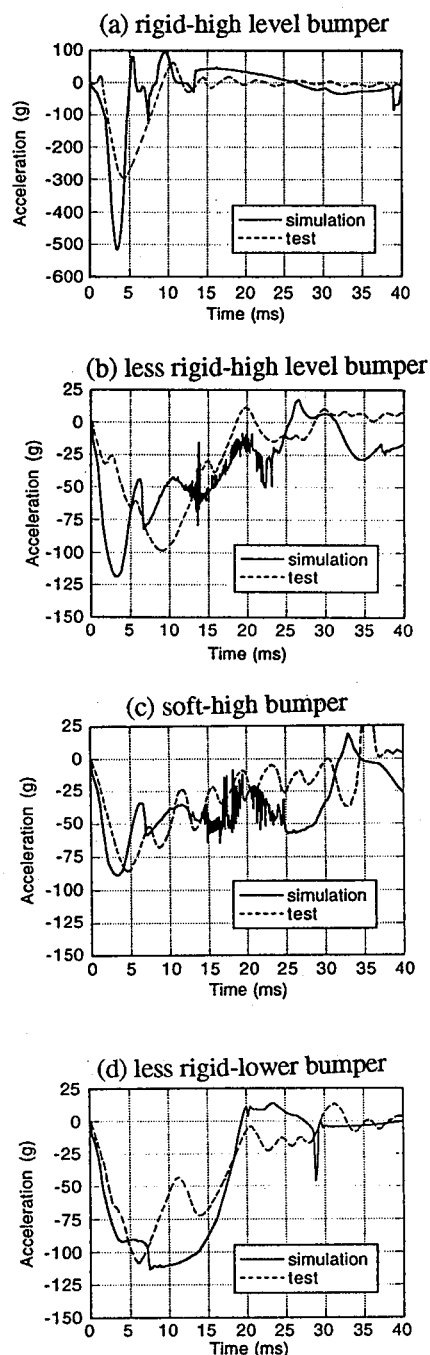 (a) rigid-high level bumper
100
0
-100
-200
-300
-400
-500
-600
Acceleration (g)
simulation
test
0 5 10 15 20 25 30 35 40
Time (ms)
(b) less rigid-high level bumper
25
0
-25
-50
-75
-100
-125
-150
Acceleration (g)
simulation
test
0 5 10 15 20 25 30 35 40
Time (ms)
(c) soft-high bumper
25
0
-25
-50
-75
-100
-125
-150
Acceleration (g)
simulation
test
0 5 10 15 20 25 30 35 40
Time (ms)
(d) less rigid-lower bumper
25
0
-25
-50
-75
-100
-125
-150
Acceleration (g)
simulation
test
0 5 10 15 20 25 30 35 40
Time (ms)